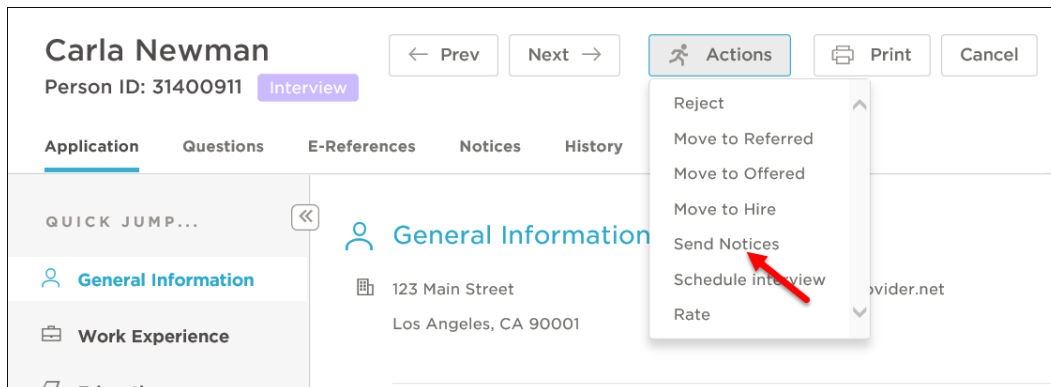 Carla Newman
Person ID: 31400911 Interview
Prev
Next
Actions
Print
Cancel
Application Questions E-References Notices History
Reject
Move to Referred
Move to Offered
Move to Hire
Send Notices
Schedule interview
Rate
QUICK JUMP...
General Information
Work Experience
General Information
123 Main Street
Los Angeles, CA 90001
ovider.net